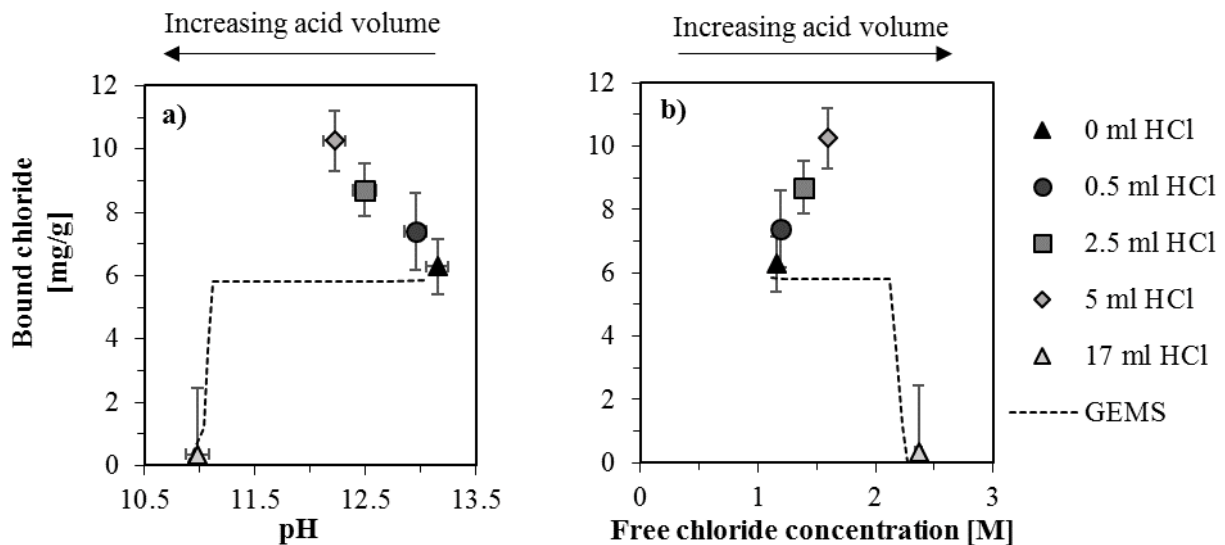 Increasing acid volume
Increasing acid volume
Bound chloride
[mg/g]
a)
12
10
8
6
4
2
0
10.5
11.5
12.5
13.5
pH
b)
12
10
8
6
4
2
0
0
1
2
3
Free chloride concentration [M]
0 ml HCl
0.5 ml HCl
2.5 ml HCl
5 ml HCl
17 ml HCl
GEMS